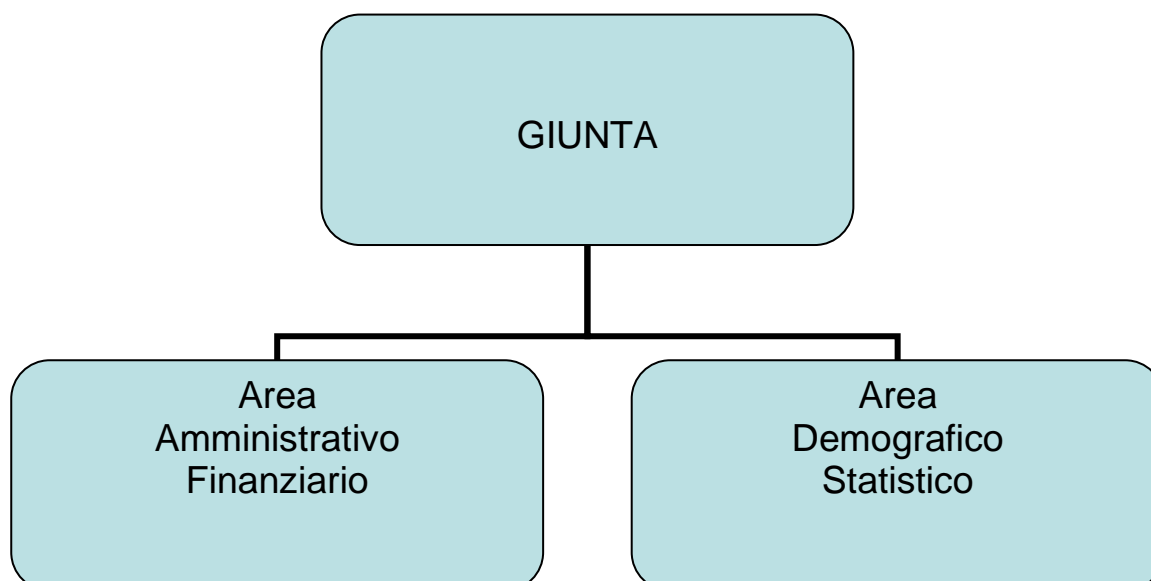 GIUNTA
Area
Amministrativo
Finanziario
Area
Demografico
Statistico